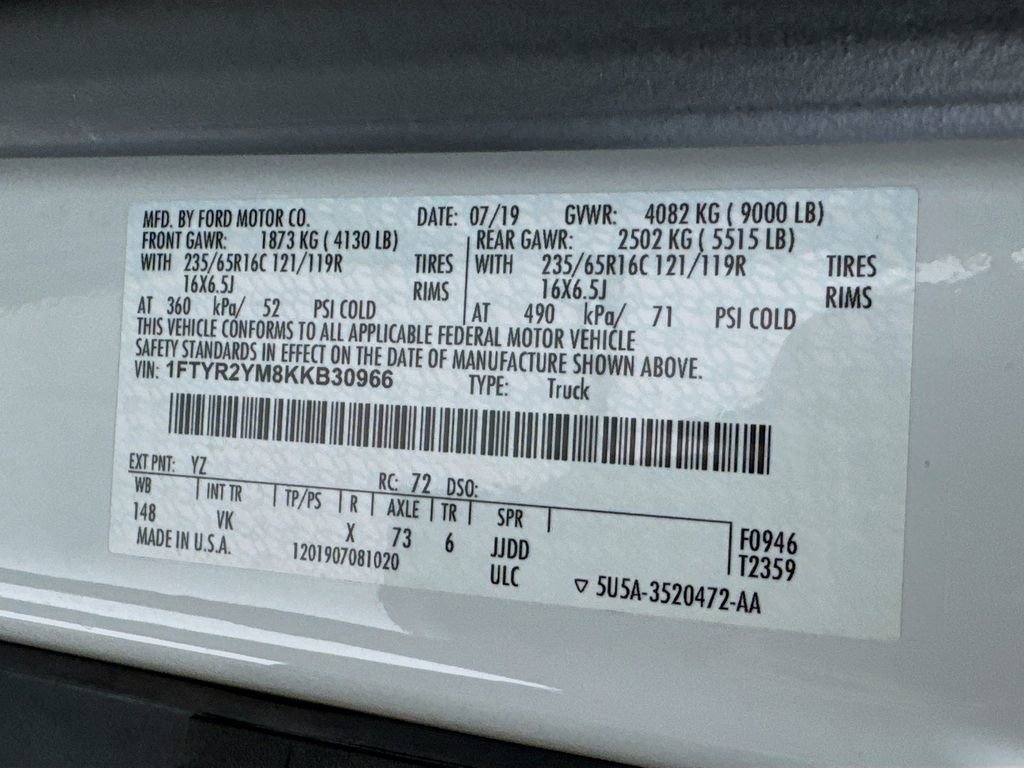 MFD. BY FORD MOTOR CO. DATE: 07/19 GVWR: 4082 KG ( 9000 LB)
FRONT GAWR: 1873 KG ( 4130 LB) REAR GAWR: 2502 KG ( 5515 LB)
WITH 235/65R16C 121/119R TIRES WITH 235/65R16C 121/119R TIRES
16X6.5J RIMS 16X6.5J RIMS
AT 360 kPa/ 52 PSI COLD AT 490 kPa/ 71 PSI COLD
THIS VEHICLE CONFORMS TO ALL APPLICABLE FEDERAL MOTOR VEHICLE
SAFETY STANDARDS IN EFFECT ON THE DATE OF MANUFACTURE SHOWN ABOVE.
VIN: 1FTYR2YM8KKB30966 TYPE: Truck
EXT PNT: YZ RC: 72 DSO:
WB INT TR TP/PS R AXLE TR SPR
148 VK X 73 6 JJDD F0946
MADE IN U.S.A. 1201907081020 ULC T2359
▽ 5U5A-3520472-AA